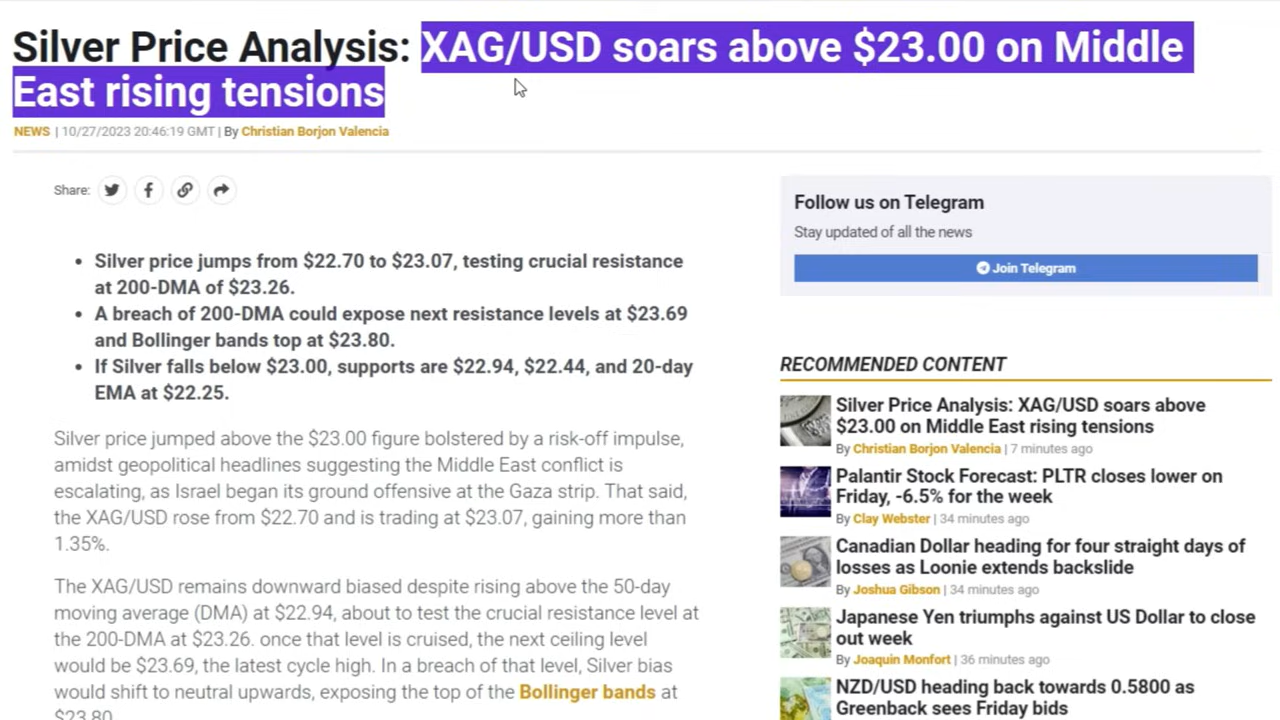 Silver Price Analysis: XAG/USD soars above $23.00 on Middle
East rising tensions
NEWS | 10/27/2023 20:46:19 GMT | By Christian Borjon Valencia
Share:
• Silver price jumps from $22.70 to $23.07, testing crucial resistance
at 200-DMA of $23.26.
• A breach of 200-DMA could expose next resistance levels at $23.69
and Bollinger bands top at $23.80.
• If Silver falls below $23.00, supports are $22.94, $22.44, and 20-day
EMA at $22.25.
Silver price jumped above the $23.00 figure bolstered by a risk-off impulse,
amidst geopolitical headlines suggesting the Middle East conflict is
escalating, as Israel began its ground offensive at the Gaza strip. That said,
the XAG/USD rose from $22.70 and is trading at $23.07, gaining more than
1.35%.
The XAG/USD remains downward biased despite rising above the 50-day
moving average (DMA) at $22.94, about to test the crucial resistance level at
the 200-DMA at $23.26. once that level is cruised, the next ceiling level
would be $23.69, the latest cycle high. In a breach of that level, Silver bias
would shift to neutral upwards, exposing the top of the Bollinger bands at
$23.80
Follow us on Telegram
Stay updated of all the news
Join Telegram
RECOMMENDED CONTENT
Silver Price Analysis: XAG/USD soars above
$23.00 on Middle East rising tensions
By Christian Borjon Valencia | 7 minutes ago
Palantir Stock Forecast: PLTR closes lower on
Friday, -6.5% for the week
By Clay Webster | 34 minutes ago
Canadian Dollar heading for four straight days of
losses as Loonie extends backslide
By Joshua Gibson | 34 minutes ago
Japanese Yen triumphs against US Dollar to close
out week
By Joaquin Monfort | 36 minutes ago
NZD/USD heading back towards 0.5800 as
Greenback sees Friday bids